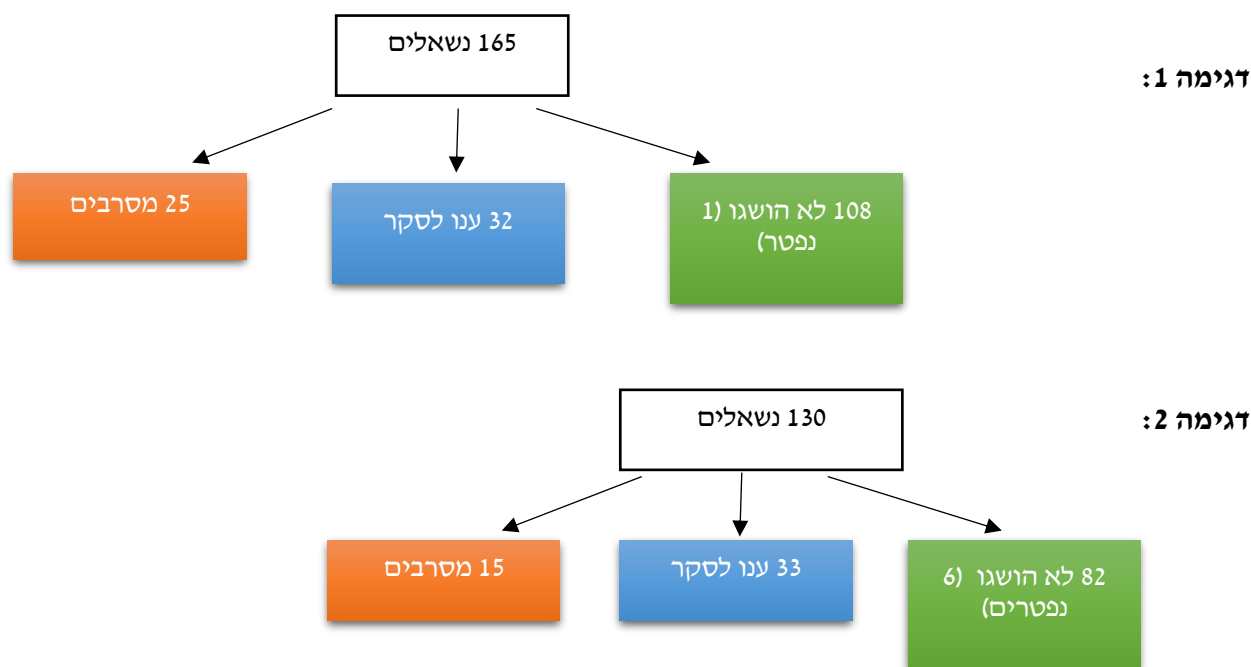 דגימה 1:
165 נשאלים
108 לא הושגו (1
נפטר)
32 ענו לסקר
25 מסרבים
דגימה 2:
130 נשאלים
82 לא הושגו (6
נפטרים)
33 ענו לסקר
15 מסרבים